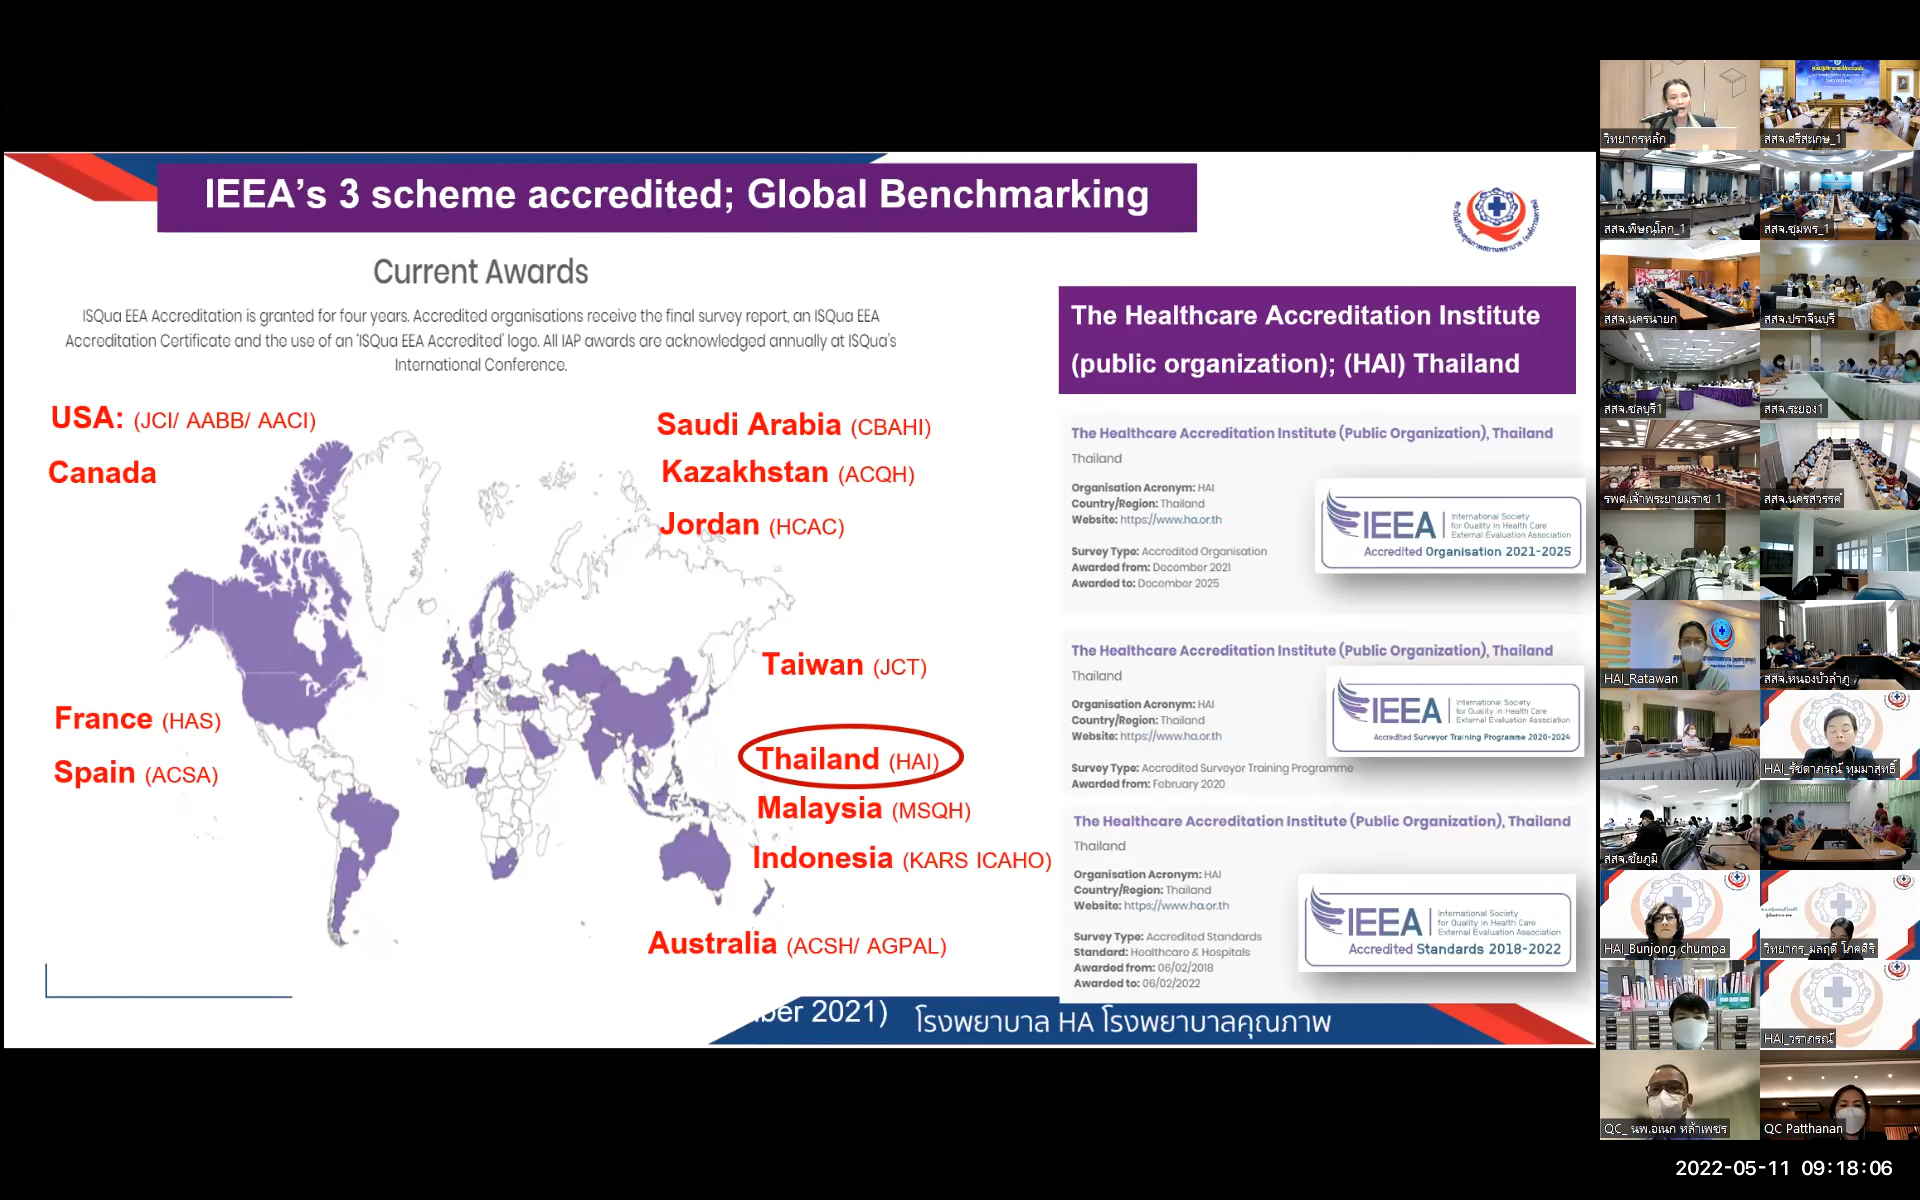 IEEA’s 3 scheme accredited; Global Benchmarking
Current Awards
ISQua EEA Accreditation is granted for four years. Accredited organisations receive the final survey report, an ISQua EEA
Accreditation Certificate and the use of an ‘ISQua EEA Accredited’ logo. All IAP awards are acknowledged annually at ISQua's
International Conference.
USA: (JCI/ AABB/ AACI)
Canada
France (HAS)
Spain (ACSA)
Saudi Arabia (CBAHI)
Kazakhstan (ACQH)
Jordan (HCAC)
Taiwan (JCT)
Thailand (HAI)
Malaysia (MSQH)
Indonesia (KARS ICAHO)
Australia (ACSH/ AGPAL)
The Healthcare Accreditation Institute
(public organization); (HAI) Thailand
The Healthcare Accreditation Institute (Public Organization), Thailand
Thailand
Organisation Acronym: HAI
Country/Region: Thailand
Website: https://www.ha.or.th
Survey Type: Accredited Organisation
Awarded from: December 2021
Awarded to: December 2025
IEEA
International Society
for Quality in Health Care
External Evaluation Association
Accredited Organisation 2021-2025
The Healthcare Accreditation Institute (Public Organization), Thailand
Thailand
Organisation Acronym: HAI
Country/Region: Thailand
Website: https://www.ha.or.th
Survey Type: Accredited Surveyor Training Programme
Awarded from: February 2020
IEEA
International Society
for Quality in Health Care
External Evaluation Association
Accredited Surveyor Training Programme 2020-2024
The Healthcare Accreditation Institute (Public Organization), Thailand
Thailand
Organisation Acronym: HAI
Country/Region: Thailand
Website: https://www.ha.or.th
Survey Type: Accredited Standards
Standard: Healthcare & Hospitals
Awarded from: 06/02/2018
Awarded to: 06/02/2022
IEEA
International Society
for Quality in Health Care
External Evaluation Association
Accredited Standards 2018-2022
ber 2021)
โรงพยาบาล HA โรงพยาบาลคุณภาพ
วิทยากรหลัก
สสจ.ศรีสะเกษ_1
สสจ.พิษณุโลก_1
สสจ.ชุมพร_1
สสจ.นครนายก
สสจ.ปราจีนบุรี
สสจ.ชลบุรี1
สสจ.ระยอง1
รพศ.เจ้าพระยายมราช 1
สสจ.นครสวรรค์
HAI_Ratawan
สสจ.หนองบัวลำภู
HAI_รัชดาภรณ์ ทุมมาสุทธิ์
สสจ.ชัยภูมิ
HAI_Bunjong chumpa
วิทยากร_มลฤดี โภคศิริ
HAI_วราภรณ์
QC_ นพ.อเนก หล้าเพชร
QC Patthanan
2022-05-11 09:18:06